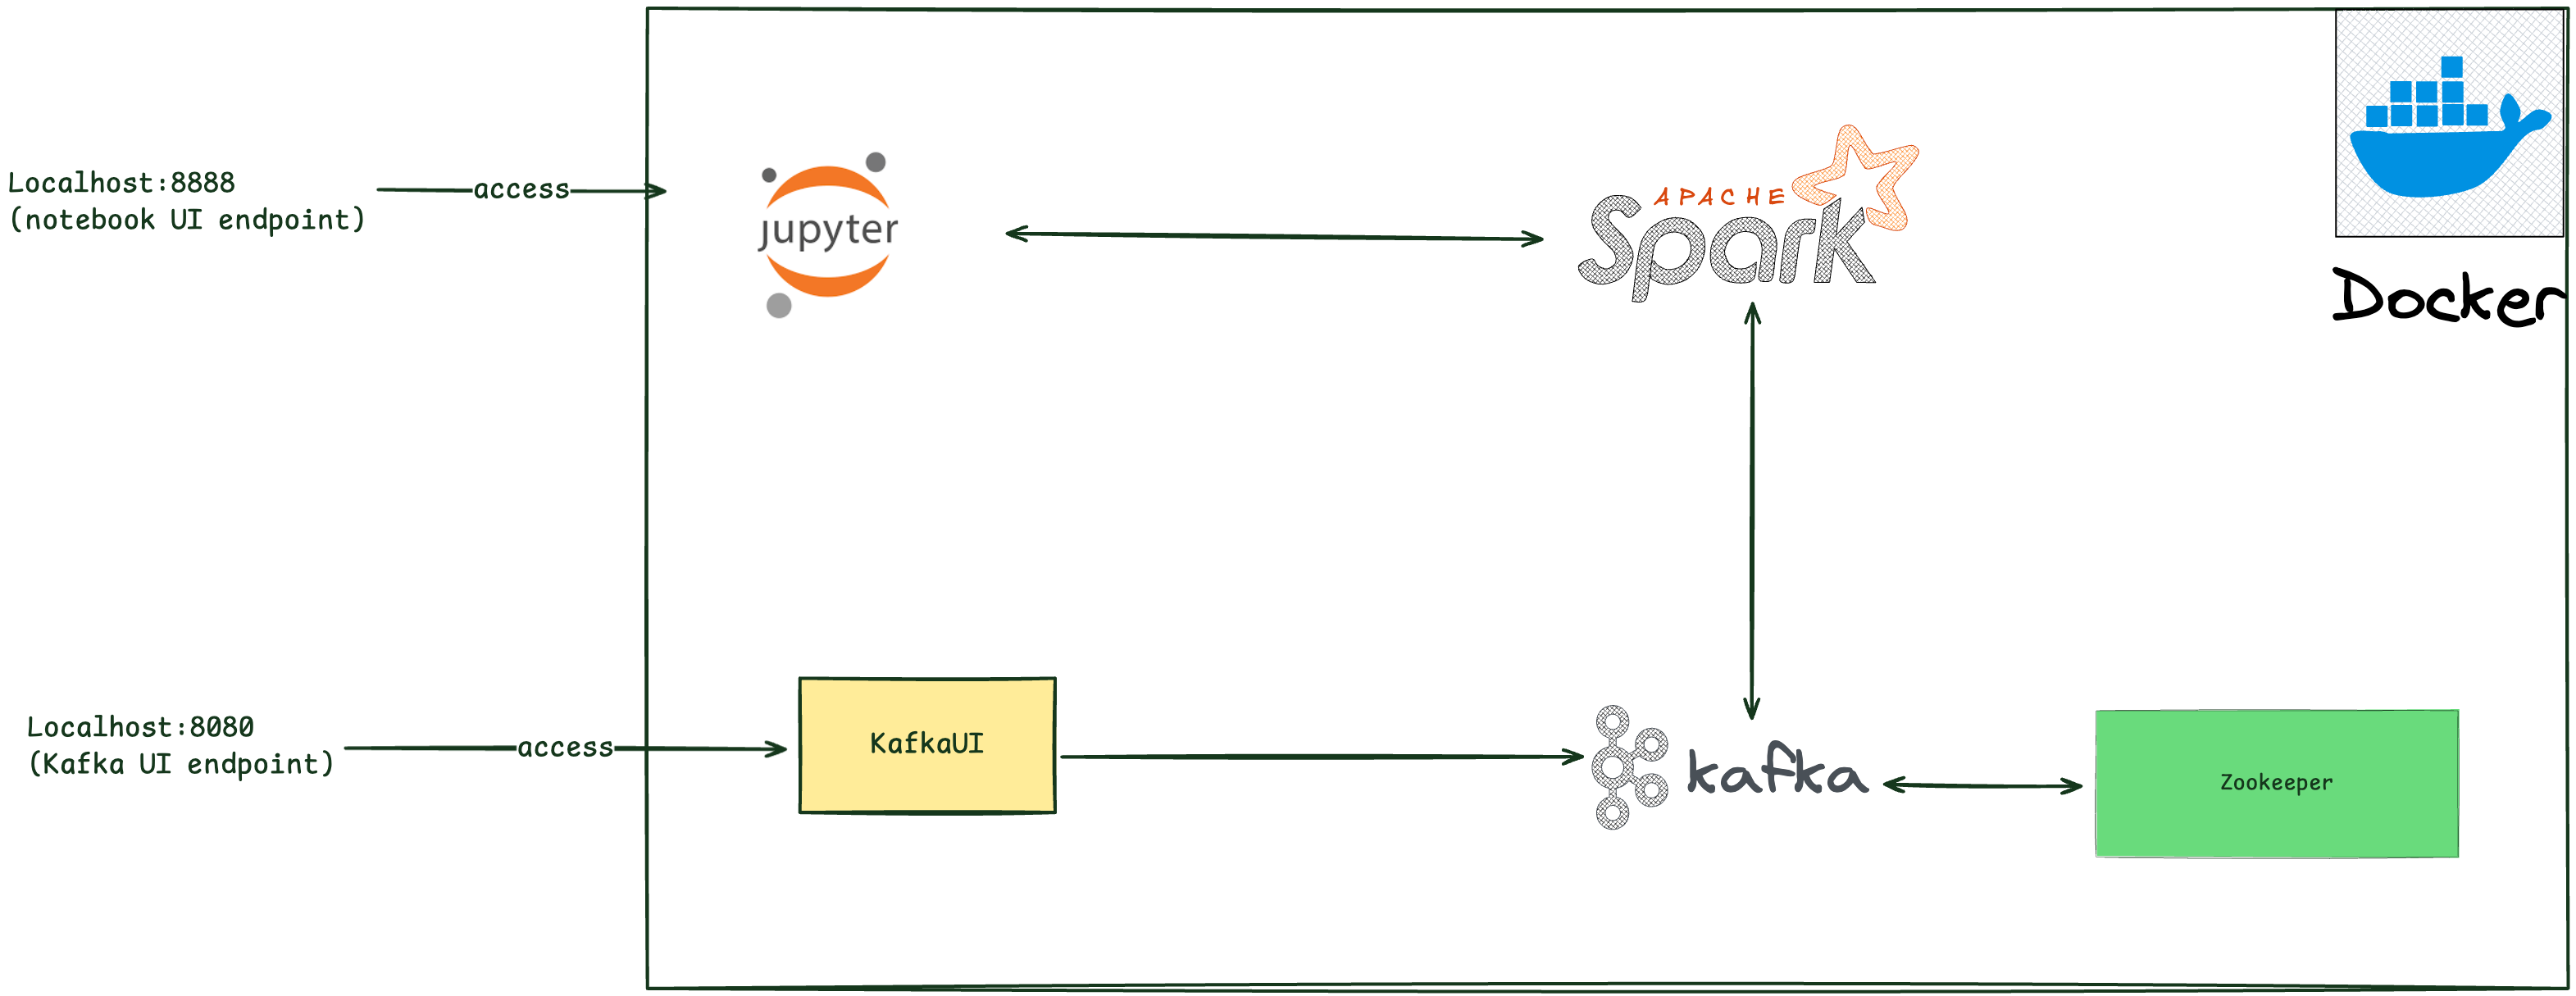 Localhost:8888
(notebook UI endpoint)
access
jupyter
APACHE
Spark
Docker
Localhost:8080
(Kafka UI endpoint)
access
KafkaUI
kafka
Zookeeper